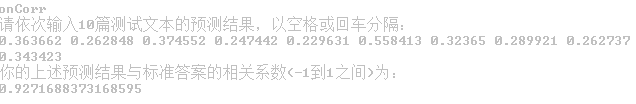 onCorr
请依次输入10篇测试文本的预测结果，以空格或回车分隔：
0.363662 0.262848 0.374552 0.247442 0.229631 0.558413 0.32365 0.289921 0.262737
0.343423
你的上述预测结果与标准答案的相关系数(-1到1之间)为：
0.9271688373168595